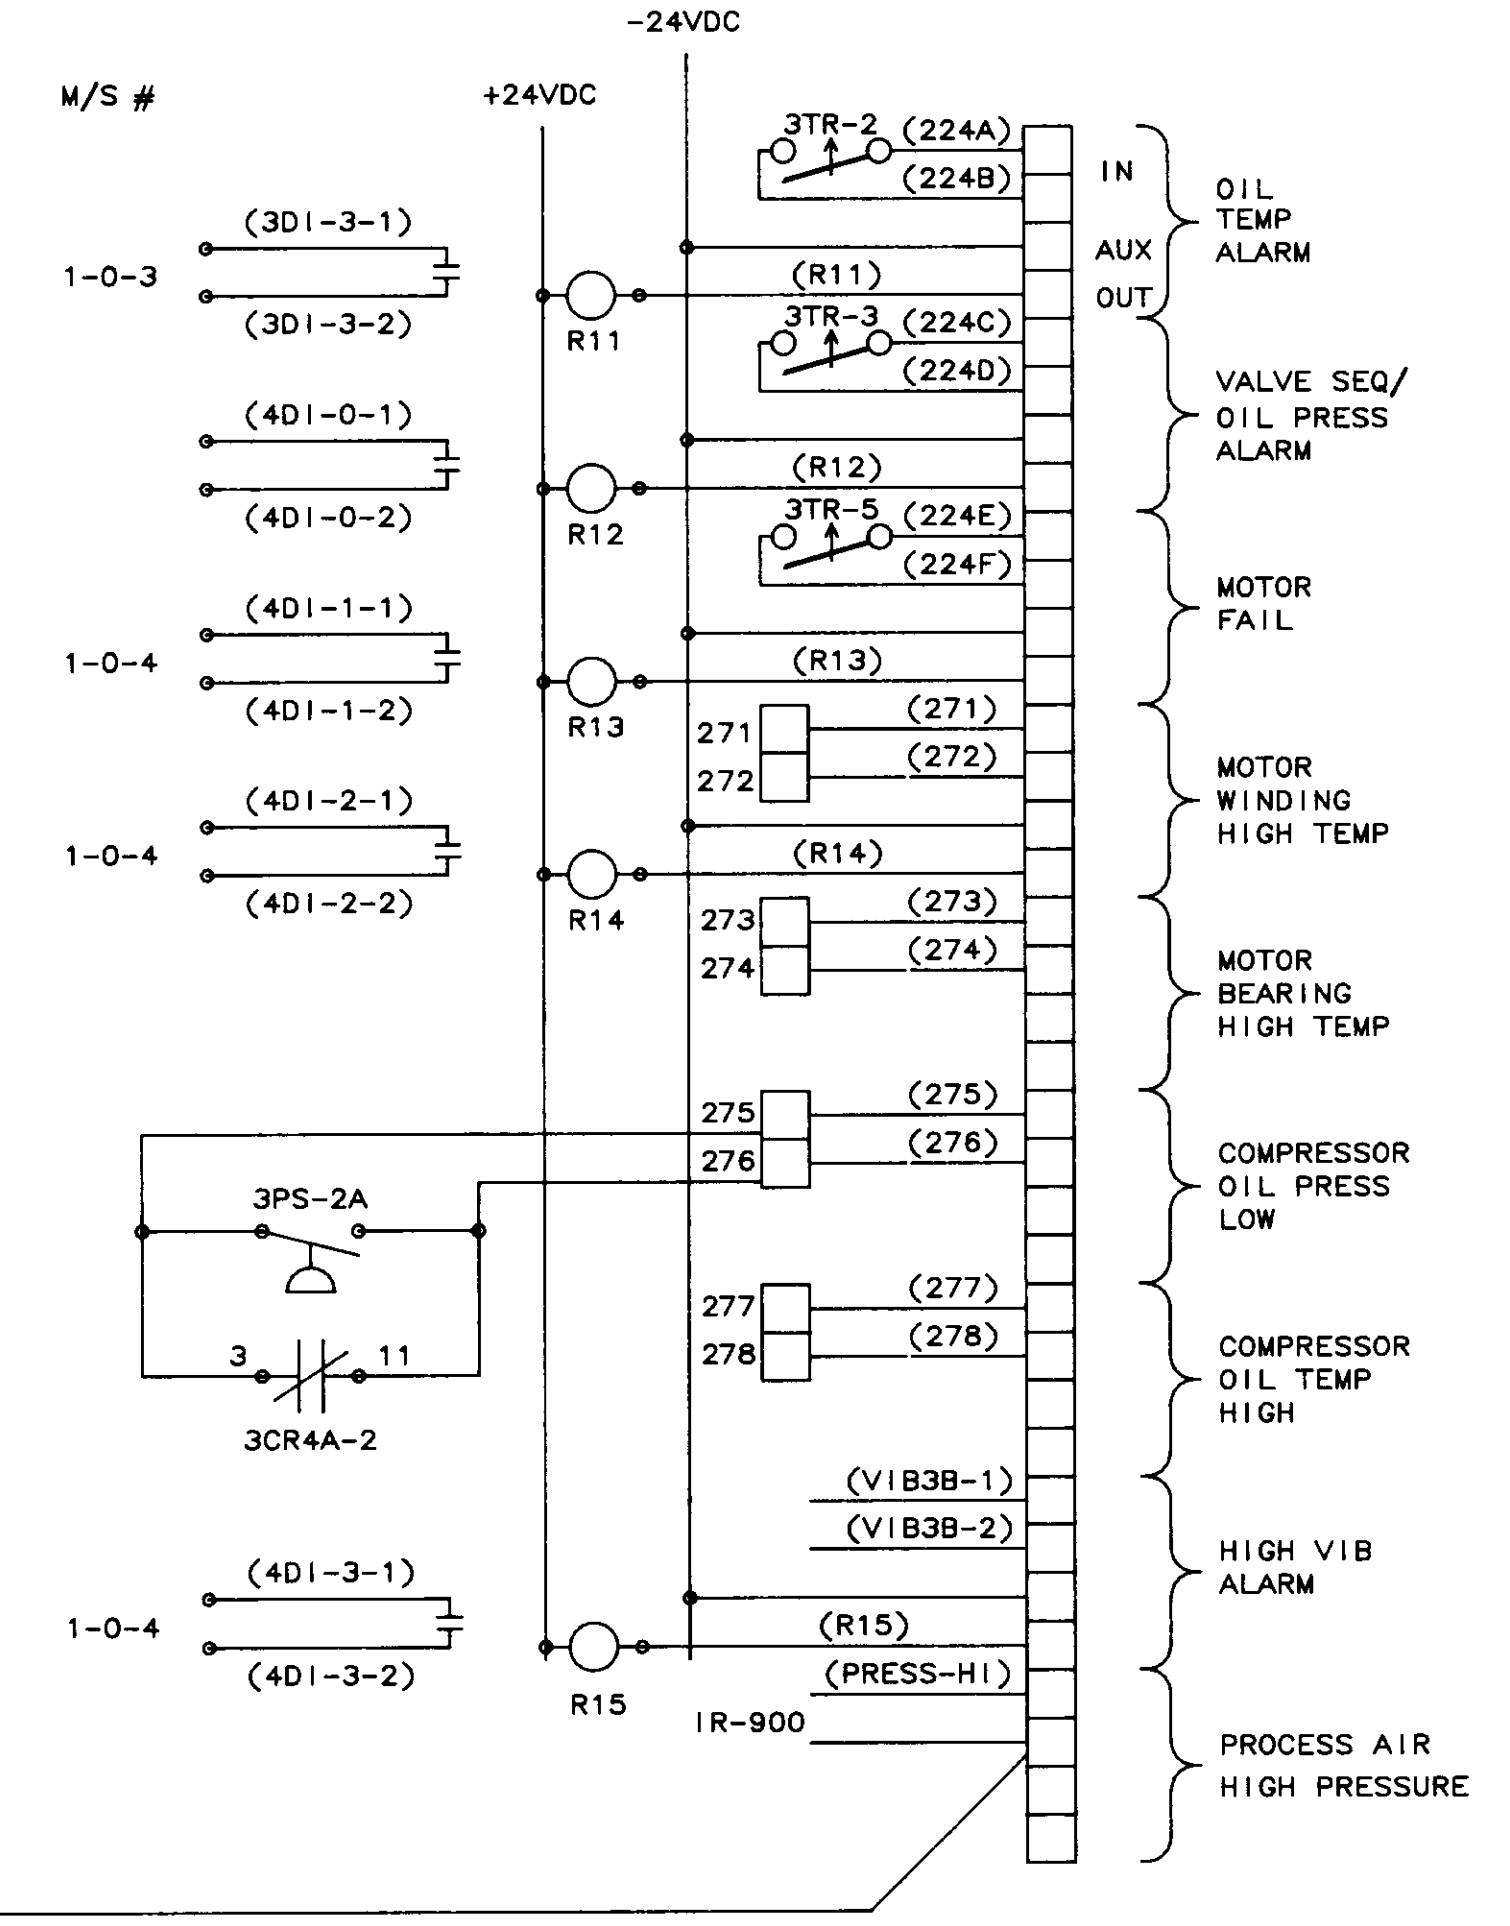 -24VDC
M/S #
+24VDC
3TR-2
(224A)
(224B)
IN
OIL
TEMP
ALARM
(3DI-3-1)
1-0-3
(3DI-3-2)
AUX
(R11)
OUT
R11
3TR-3
(224C)
(224D)
VALVE SEQ/
OIL PRESS
ALARM
(4DI-0-1)
(4DI-0-2)
(R12)
R12
3TR-5
(224E)
(224F)
MOTOR
FAIL
(4DI-1-1)
1-0-4
(4DI-1-2)
(R13)
R13
271
(271)
272
(272)
MOTOR
WINDING
HIGH TEMP
(4DI-2-1)
1-0-4
(4DI-2-2)
(R14)
R14
273
(273)
274
(274)
MOTOR
BEARING
HIGH TEMP
275
(275)
276
(276)
COMPRESSOR
OIL PRESS
LOW
3PS-2A
277
(277)
278
(278)
COMPRESSOR
OIL TEMP
HIGH
3
11
3CR4A-2
(VIB3B-1)
(VIB3B-2)
HIGH VIB
ALARM
(4DI-3-1)
1-0-4
(4DI-3-2)
(R15)
R15
(PRESS-HI)
IR-900
PROCESS AIR
HIGH PRESSURE